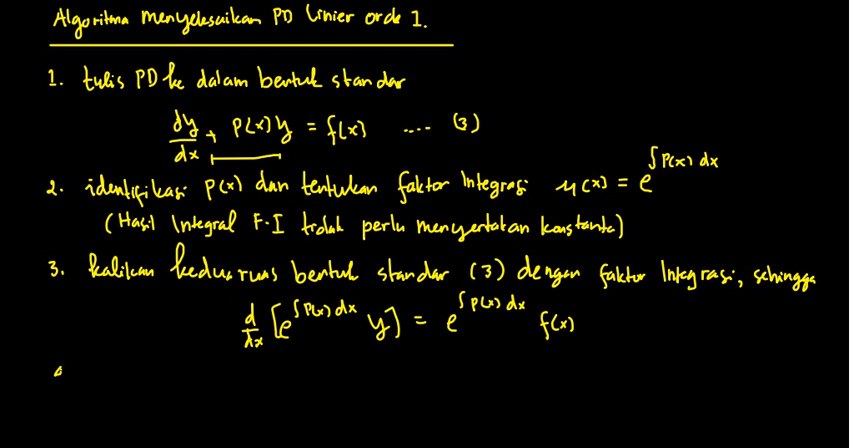 Algoritma menyelesaikan PD Linier orde 1.
1. tulis PD ke dalam bentuk standar
dy/dx + P(x)y = f(x) .... (3)
2. identifikasi P(x) dan tentukan faktor Integrasi μ(x) = e^∫P(x) dx
(Hasil Integral F.I tidak perlu menyertakan konstanta)
3. kalikan kedua ruas bentuk standar (3) dengan faktor Integrasi, sehingga
d/dx [e^∫P(x) dx y] = e^∫P(x) dx f(x)